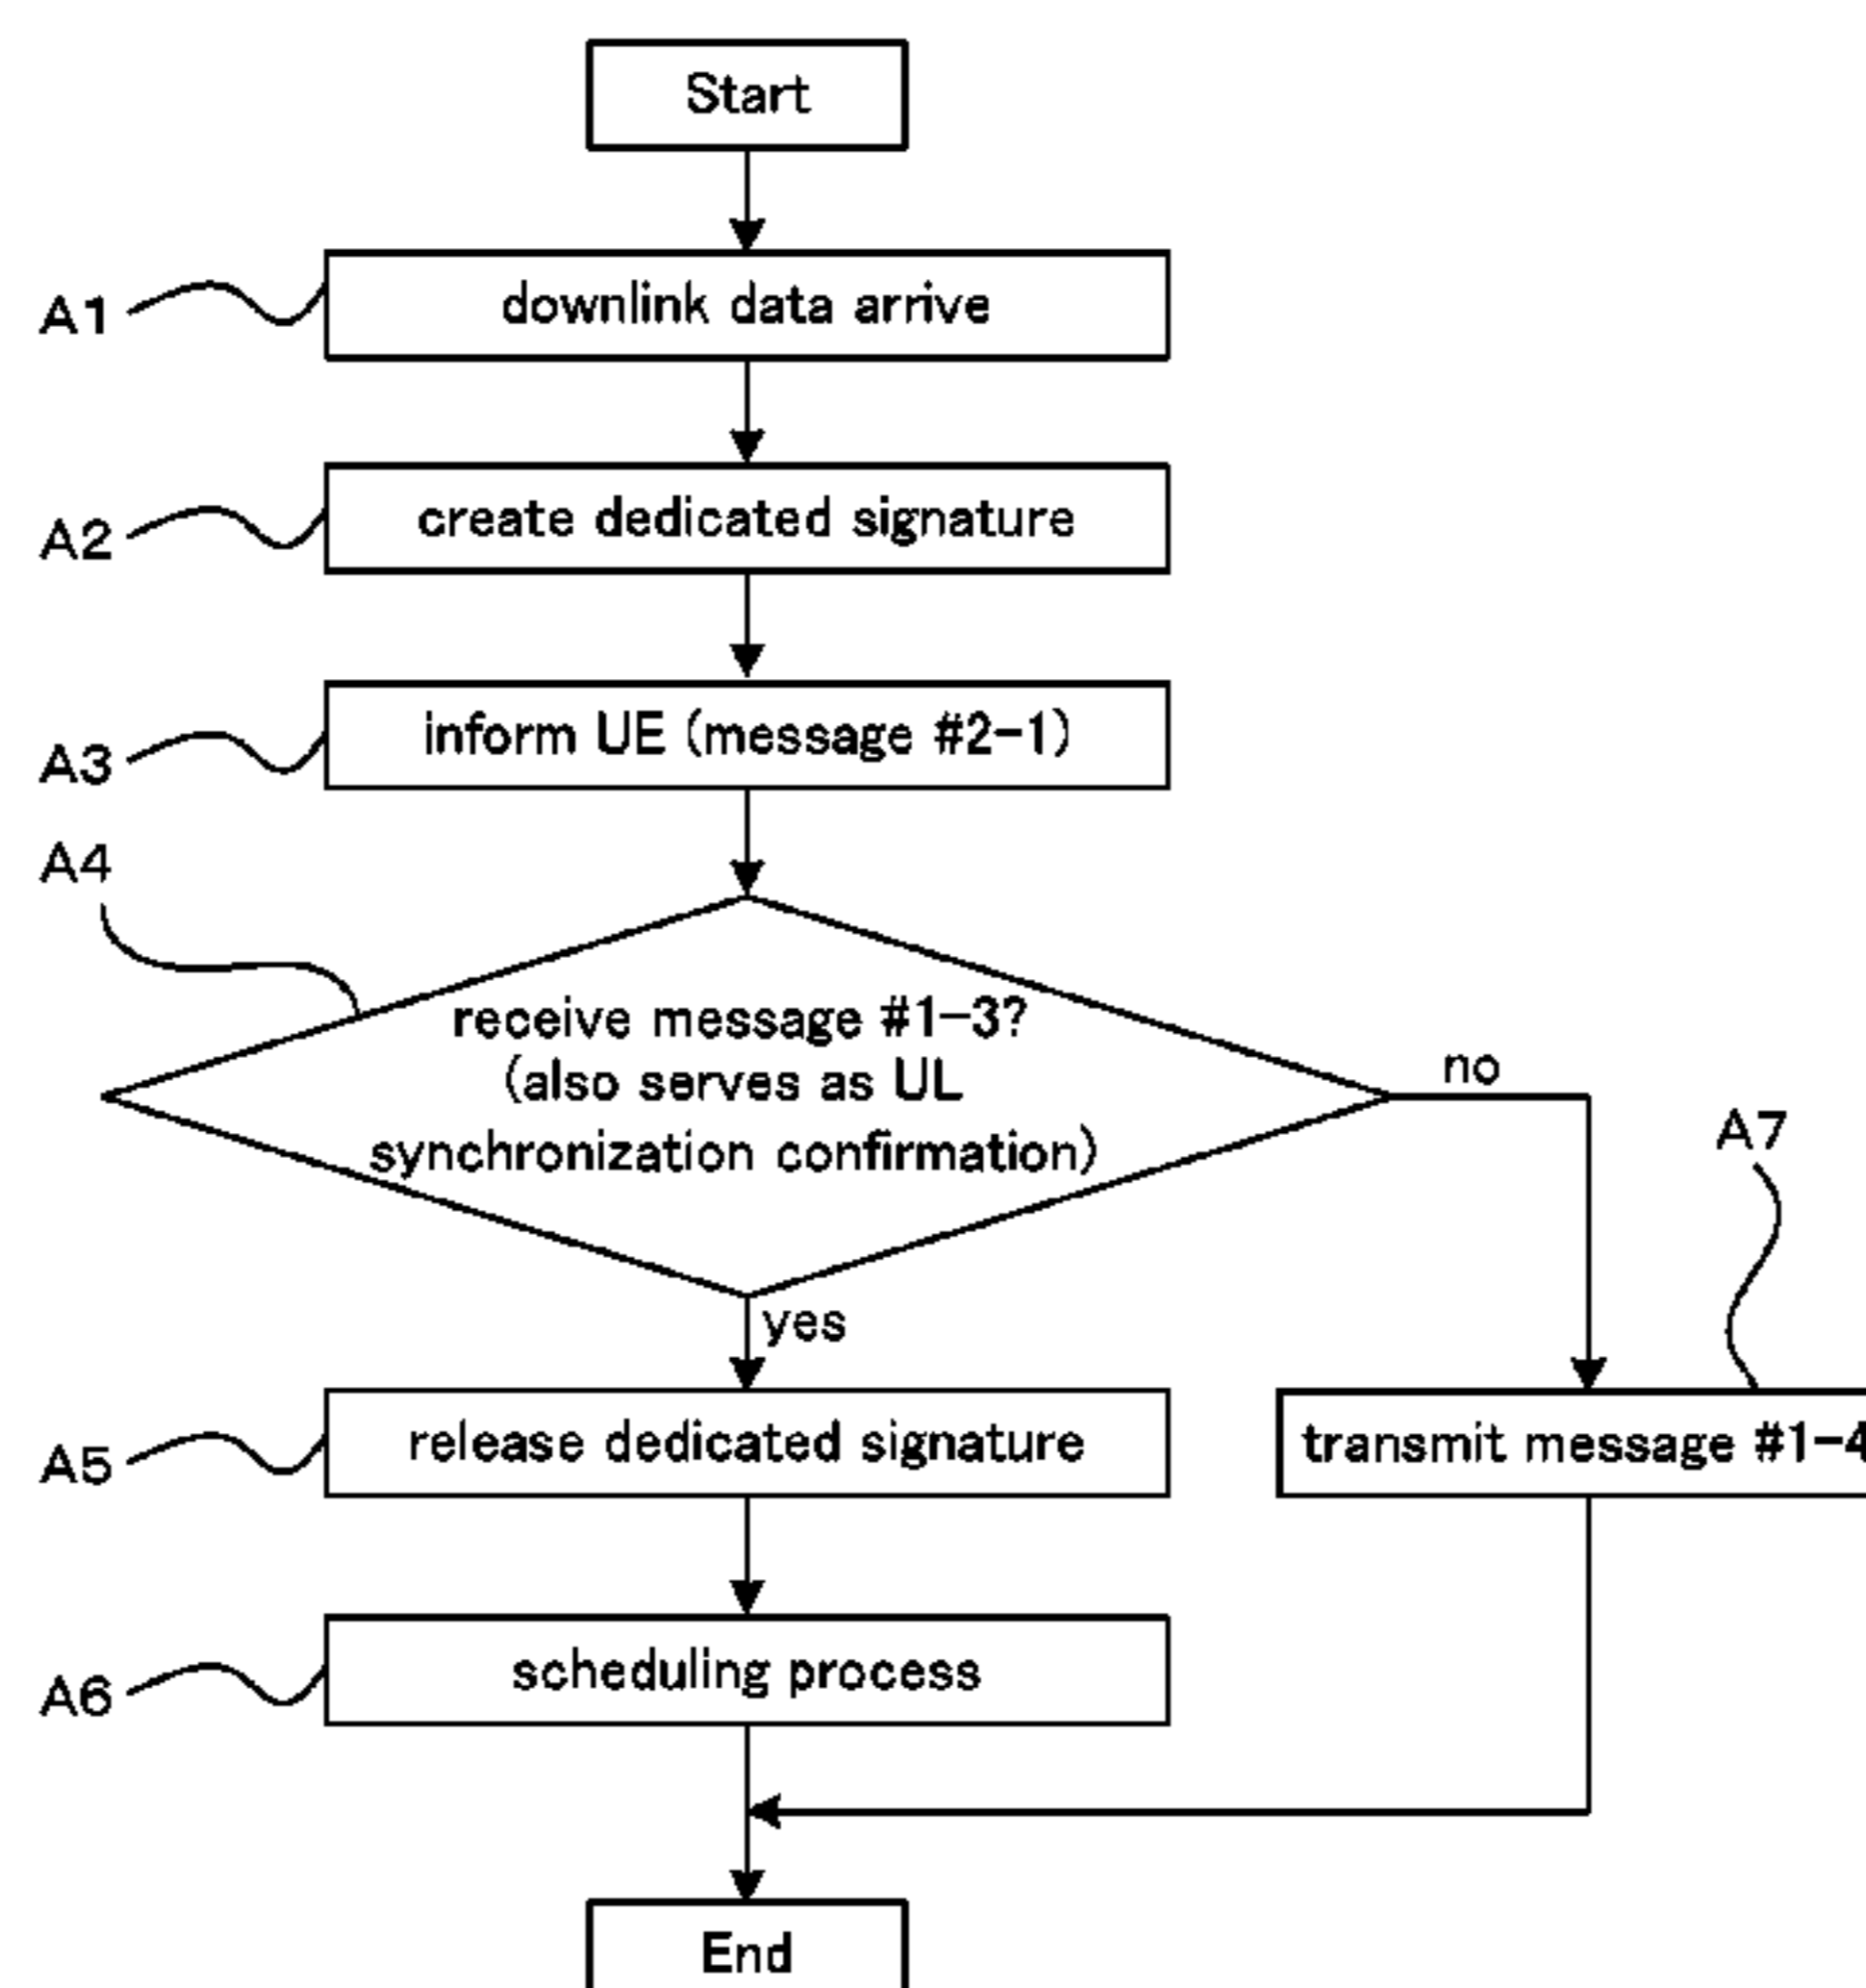 Start
A1
downlink data arrive
A2
create dedicated signature
A3
inform UE (message #2-1)
A4
receive message #1-3?
(also serves as UL
synchronization confirmation)
no
A7
yes
A5
release dedicated signature
transmit message #1-4
A6
scheduling process
End